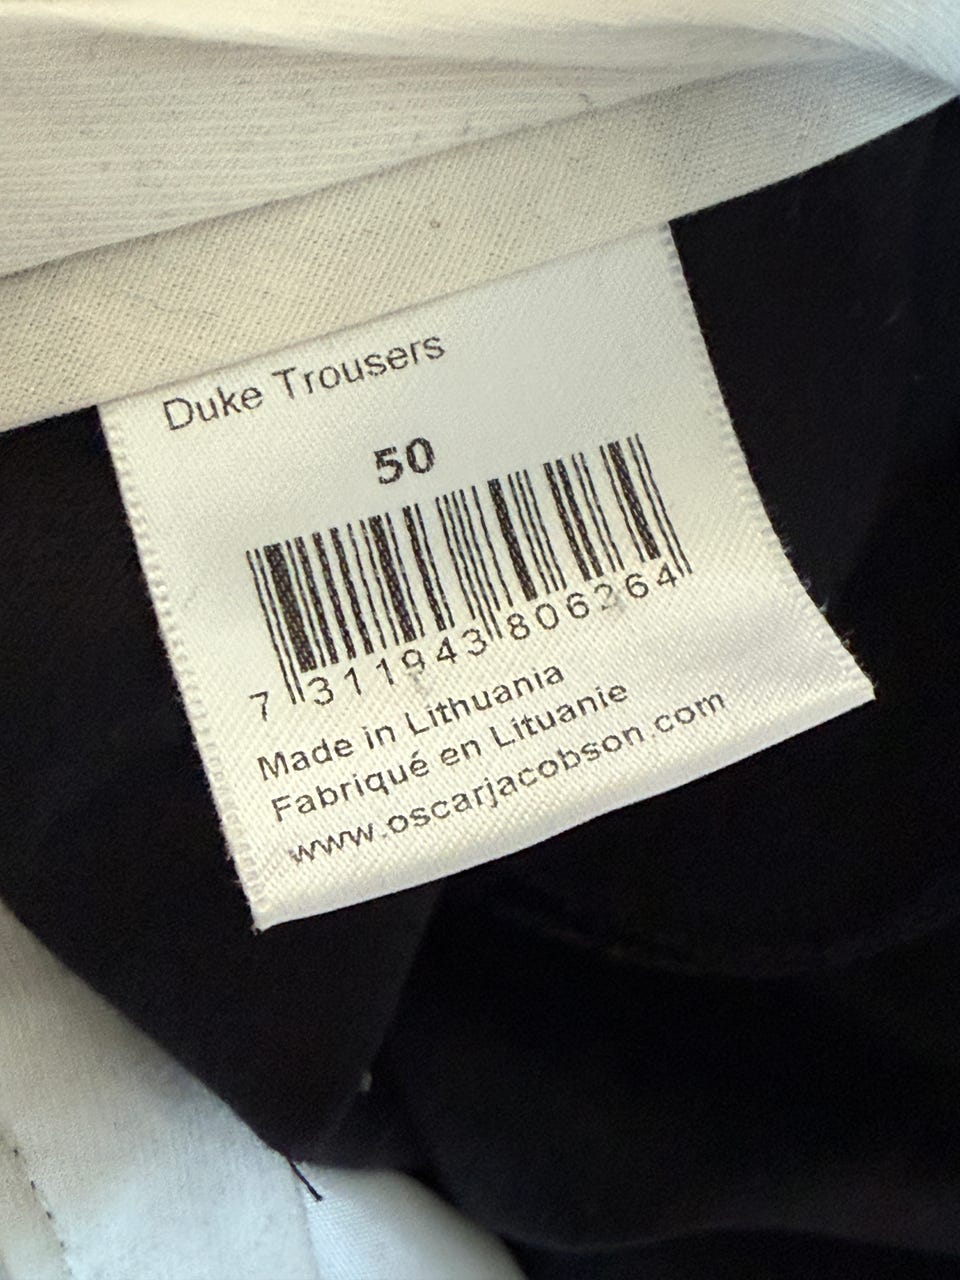 Duke Trousers
50
7 311943 806264
Made in Lithuania
Fabriqué en Lituanie
www.oscarjacobson.com